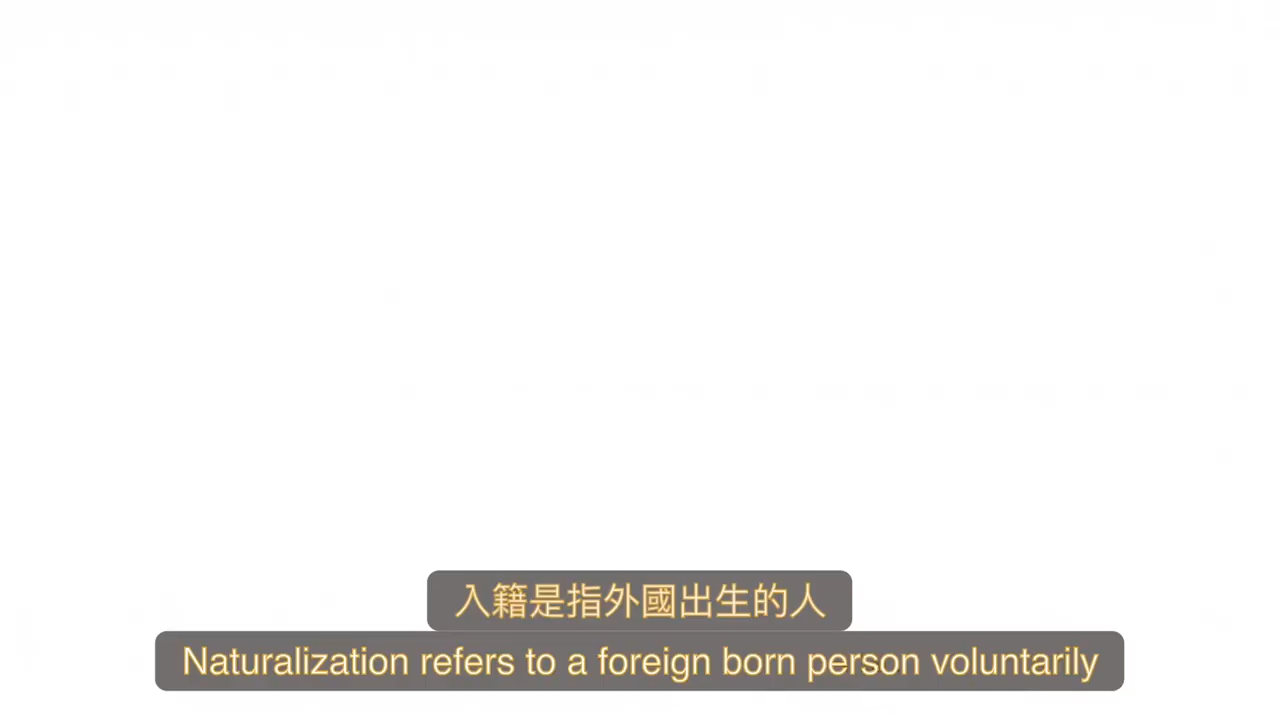 入籍是指外國出生的人
Naturalization refers to a foreign born person voluntarily